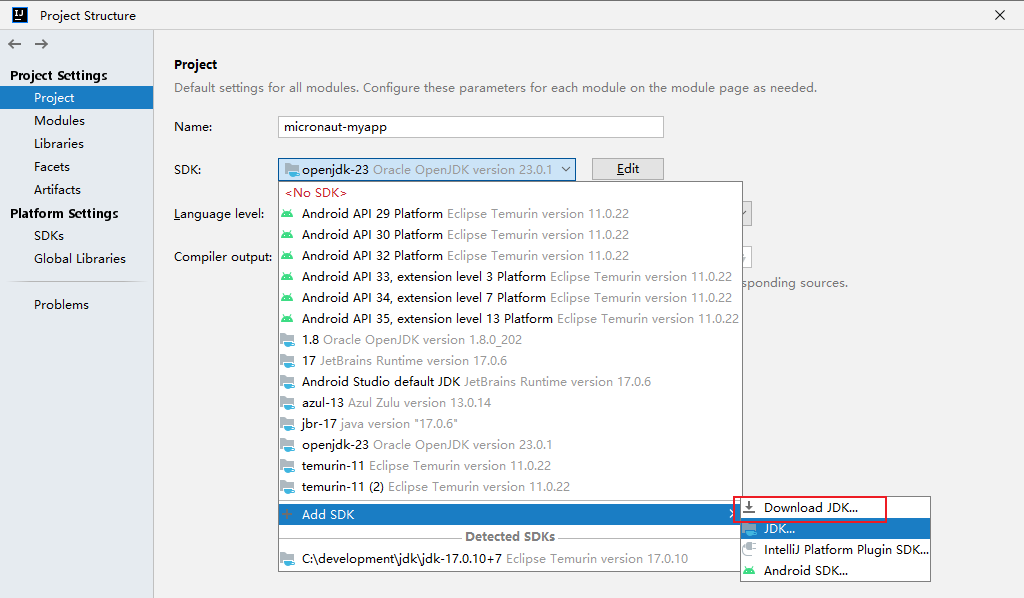 IJ
Project Structure
Project Settings
Project
Modules
Libraries
Facets
Artifacts
Platform Settings
SDKs
Global Libraries
Problems
Project
Default settings for all modules. Configure these parameters for each module on the module page as needed.
Name:
micronaut-myapp
SDK:
openjdk-23 Oracle OpenJDK version 23.0.1
Edit
<No SDK>
Language level:
Android API 29 Platform Eclipse Temurin version 11.0.22
Android API 30 Platform Eclipse Temurin version 11.0.22
Compiler output:
Android API 32 Platform Eclipse Temurin version 11.0.22
Android API 33, extension level 3 Platform Eclipse Temurin version 11.0.22
sponding sources.
Android API 34, extension level 7 Platform Eclipse Temurin version 11.0.22
Android API 35, extension level 13 Platform Eclipse Temurin version 11.0.22
1.8 Oracle OpenJDK version 1.8.0_202
17 JetBrains Runtime version 17.0.6
Android Studio default JDK JetBrains Runtime version 17.0.6
azul-13 Azul Zulu version 13.0.14
jbr-17 java version "17.0.6"
openjdk-23 Oracle OpenJDK version 23.0.1
temurin-11 Eclipse Temurin version 11.0.22
temurin-11 (2) Eclipse Temurin version 11.0.22
Add SDK
Download JDK...
JDK...
IntelliJ Platform Plugin SDK...
Android SDK...
Detected SDKs
C:\development\jdk\jdk-17.0.10+7 Eclipse Temurin version 17.0.10